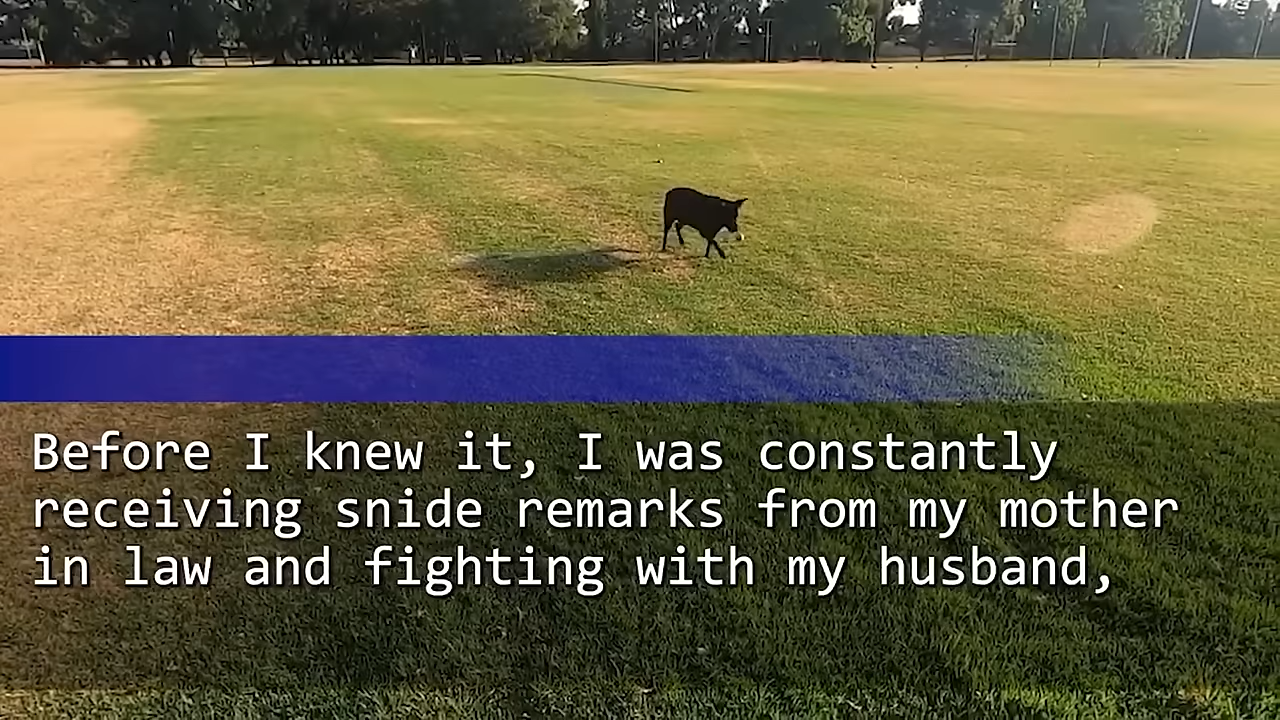 Before I knew it, I was constantly
receiving snide remarks from my mother
in law and fighting with my husband,